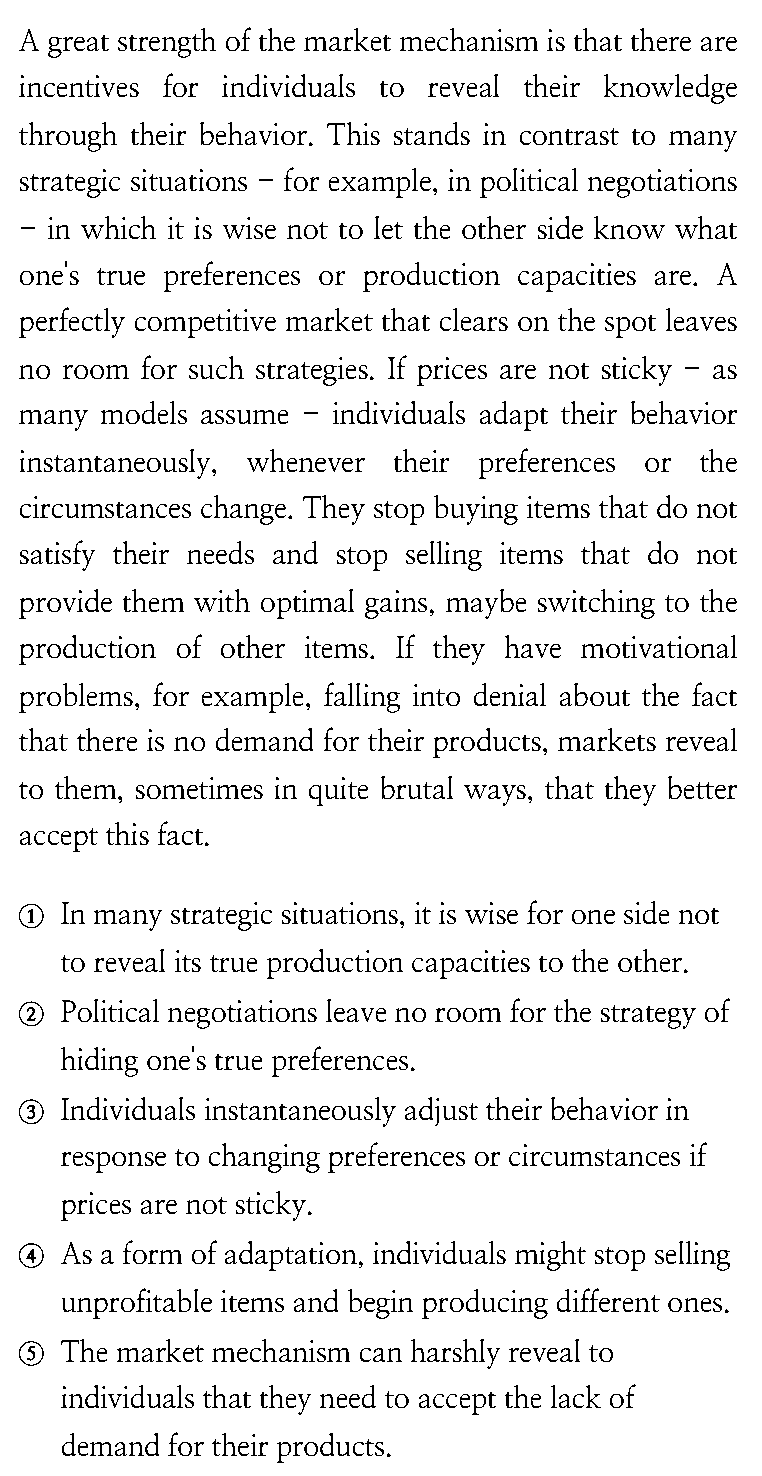 A great strength of the market mechanism is that there are
incentives for individuals to reveal their knowledge
through their behavior. This stands in contrast to many
strategic situations − for example, in political negotiations
− in which it is wise not to let the other side know what
one's true preferences or production capacities are. A
perfectly competitive market that clears on the spot leaves
no room for such strategies. If prices are not sticky − as
many models assume − individuals adapt their behavior
instantaneously, whenever their preferences or the
circumstances change. They stop buying items that do not
satisfy their needs and stop selling items that do not
provide them with optimal gains, maybe switching to the
production of other items. If they have motivational
problems, for example, falling into denial about the fact
that there is no demand for their products, markets reveal
to them, sometimes in quite brutal ways, that they better
accept this fact.
① In many strategic situations, it is wise for one side not
to reveal its true production capacities to the other.
② Political negotiations leave no room for the strategy of
hiding one's true preferences.
③ Individuals instantaneously adjust their behavior in
response to changing preferences or circumstances if
prices are not sticky.
④ As a form of adaptation, individuals might stop selling
unprofitable items and begin producing different ones.
⑤ The market mechanism can harshly reveal to
individuals that they need to accept the lack of
demand for their products.